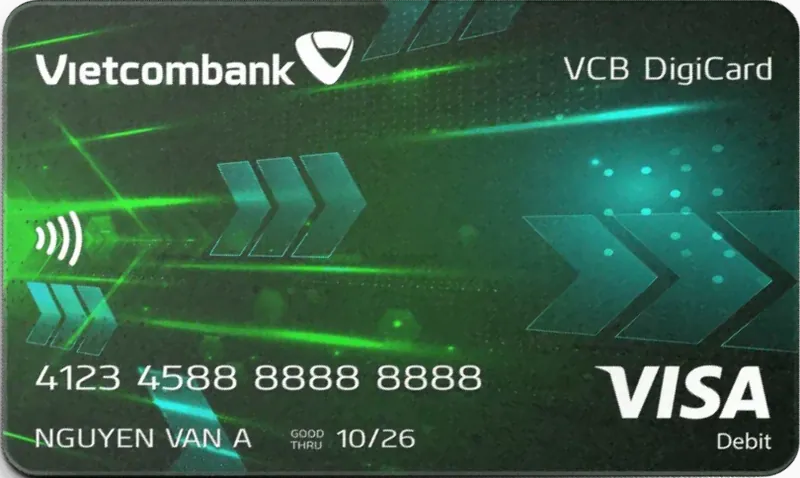 Vietcombank
VCB DigiCard
4123 4588 8888 8888
NGUYEN VAN A
GOOD
THRU
10/26
VISA
Debit